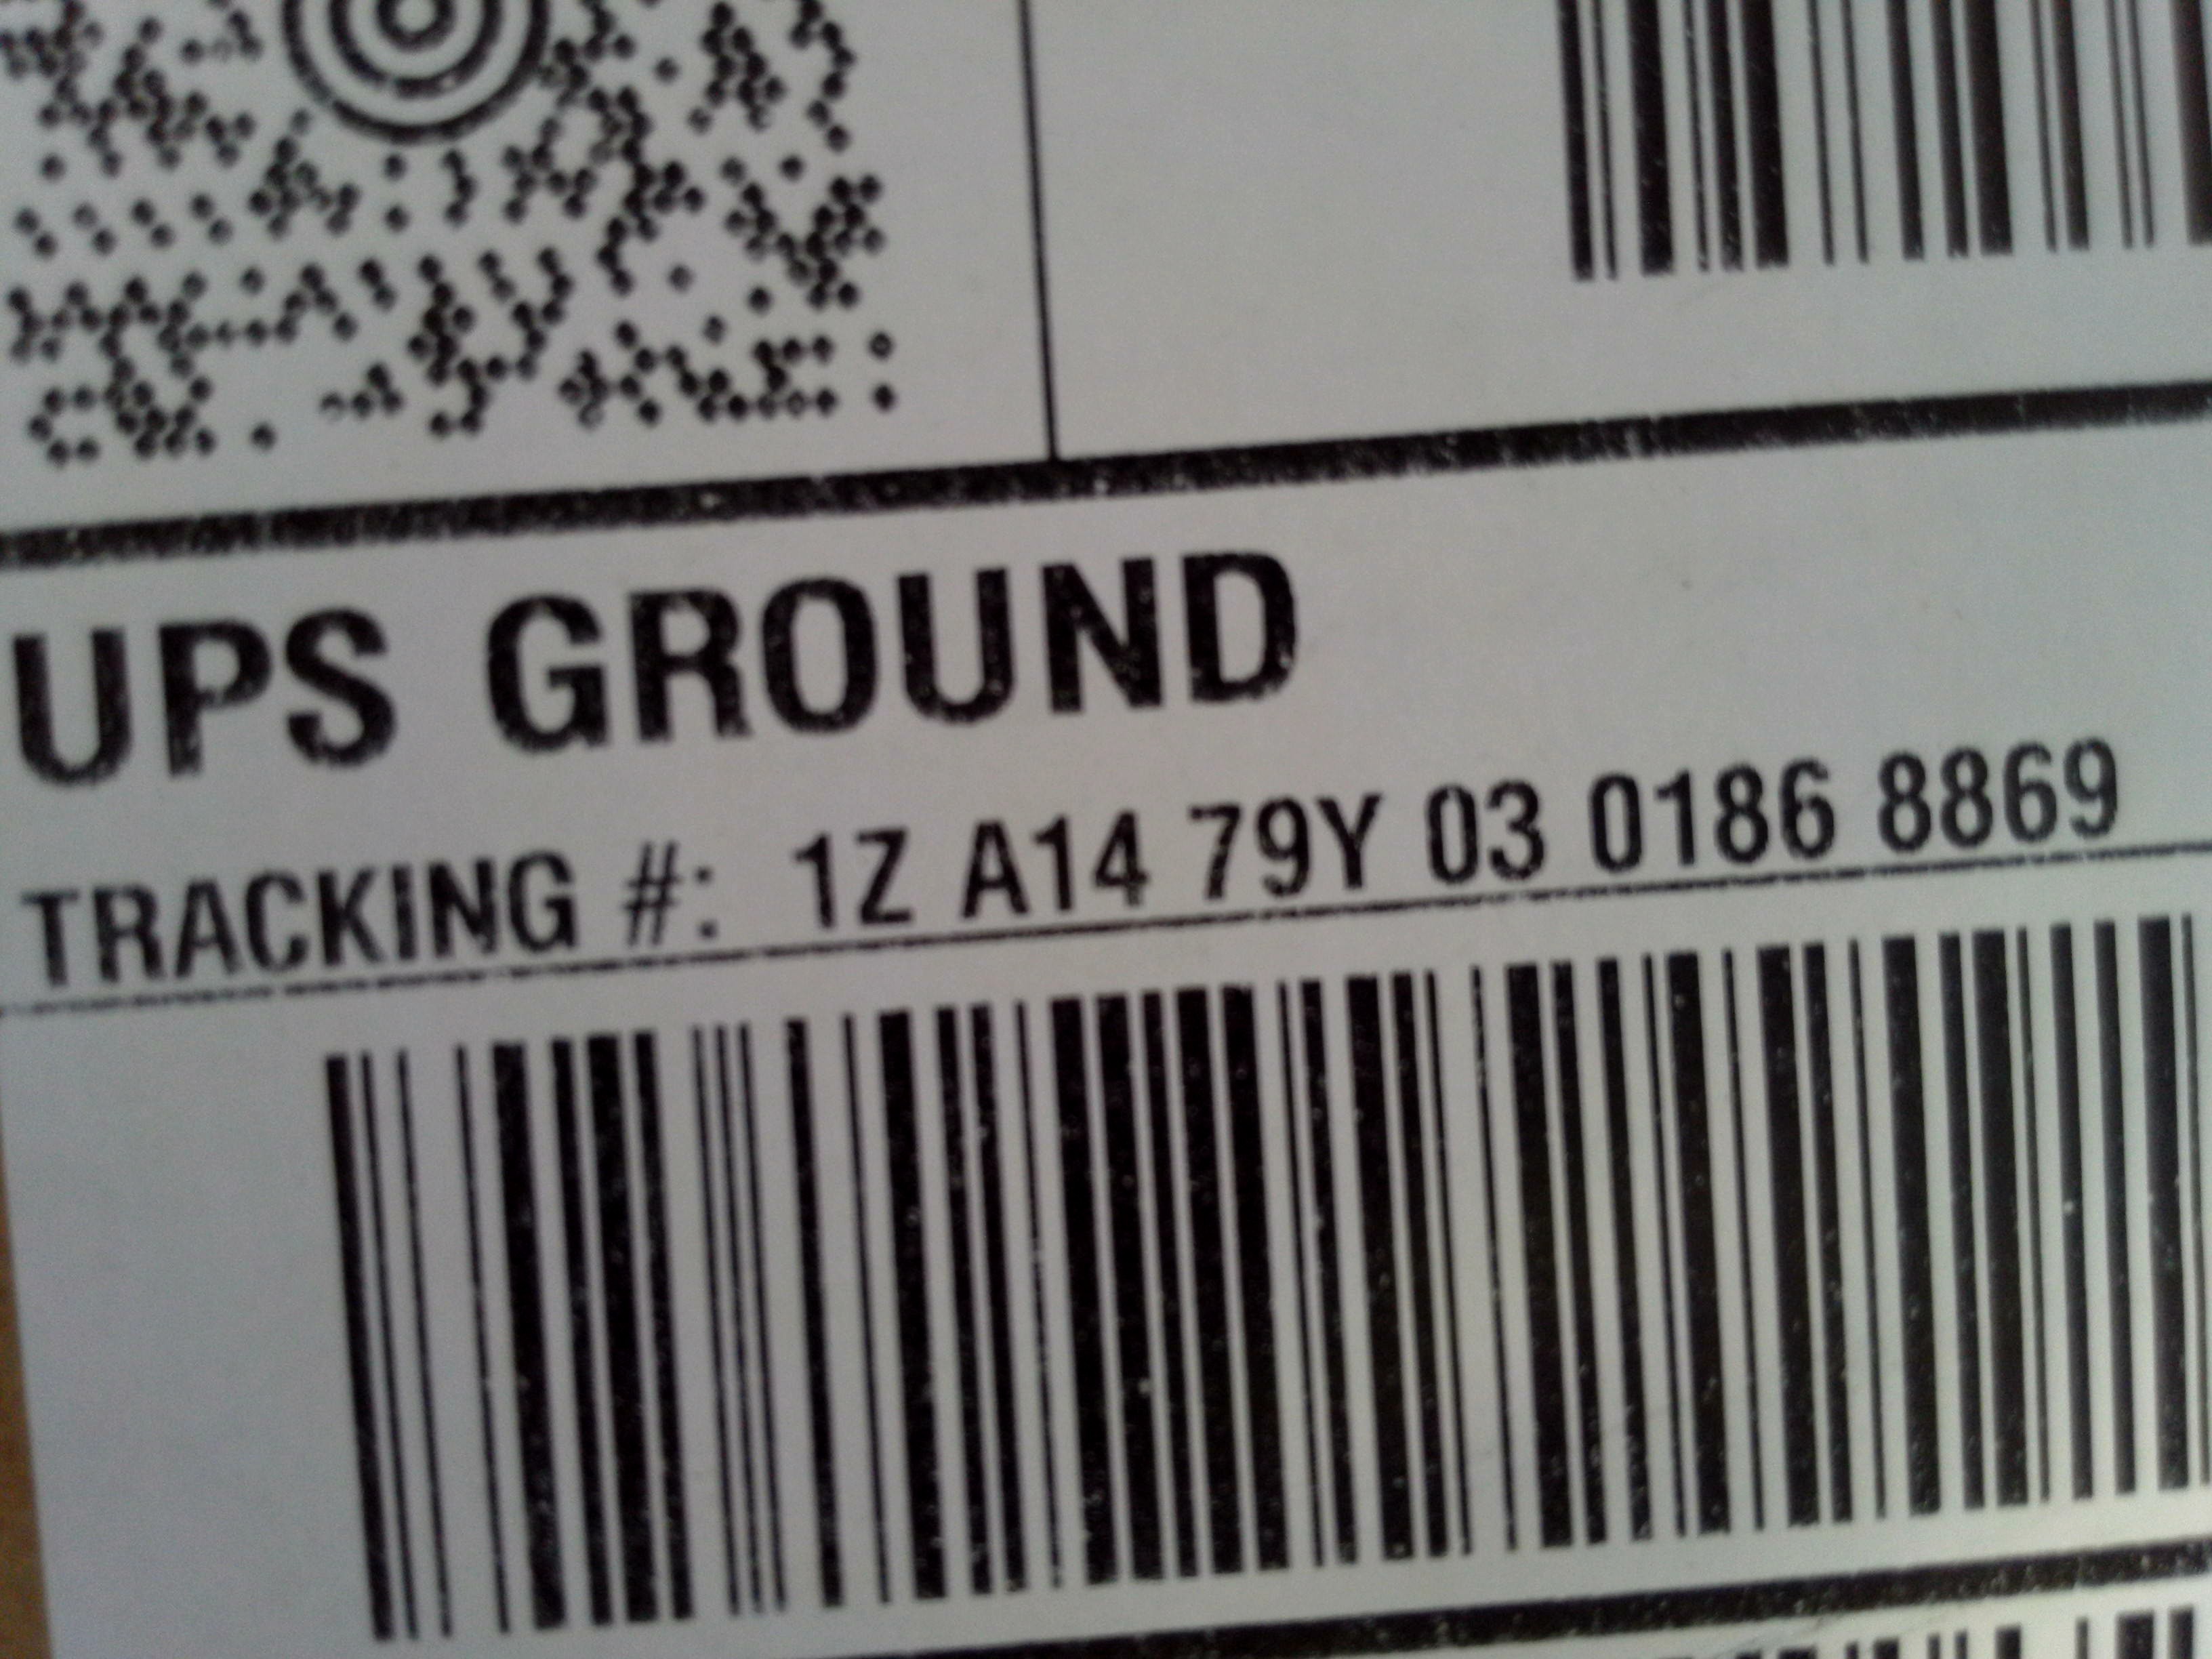 UPS GROUND
TRACKING #: 1Z A14 79Y 03 0186 8869